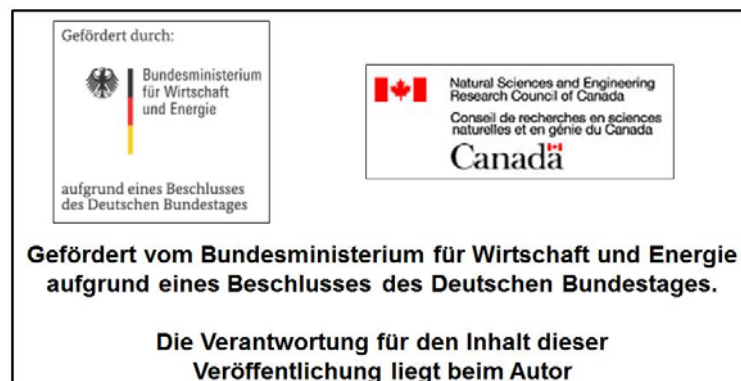 Gefördert durch:
Bundesministerium
für Wirtschaft
und Energie
aufgrund eines Beschlusses
des Deutschen Bundestages
Natural Sciences and Engineering
Research Council of Canada
Conseil de recherches en sciences
naturelles et en génie du Canada
Canada
Gefördert vom Bundesministerium für Wirtschaft und Energie
aufgrund eines Beschlusses des Deutschen Bundestages.
Die Verantwortung für den Inhalt dieser
Veröffentlichung liegt beim Autor